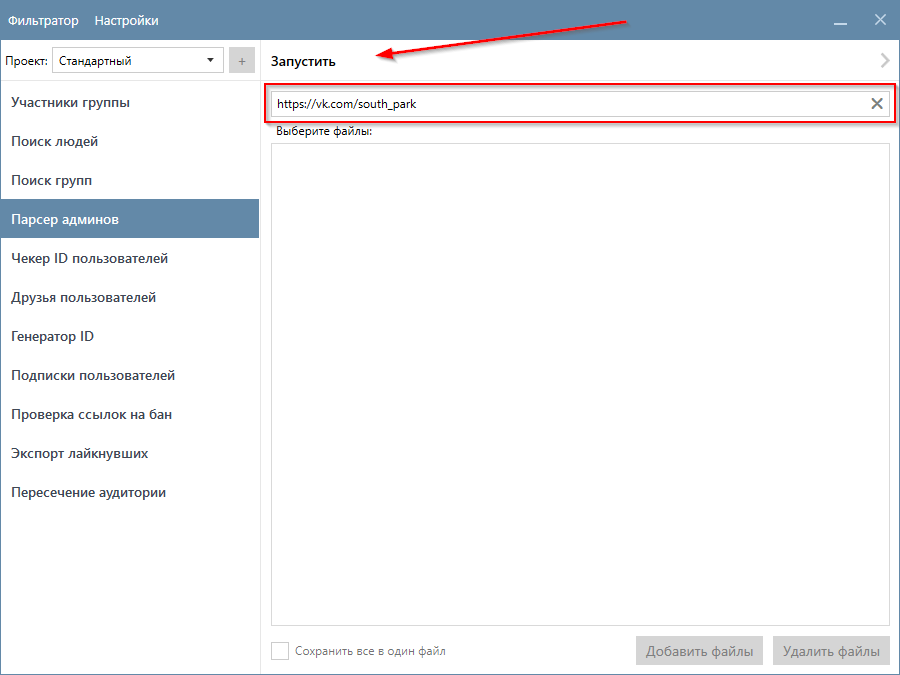 Фильтратор Настройки
Проект: Стандартный +
Запустить
https://vk.com/south_park
Выберите файлы:
Участники группы
Поиск людей
Поиск групп
Парсер админов
Чекер ID пользователей
Друзья пользователей
Генератор ID
Подписки пользователей
Проверка ссылок на бан
Экспорт лайкнувших
Пересечение аудитории
Сохранить все в один файл
Добавить файлы
Удалить файлы